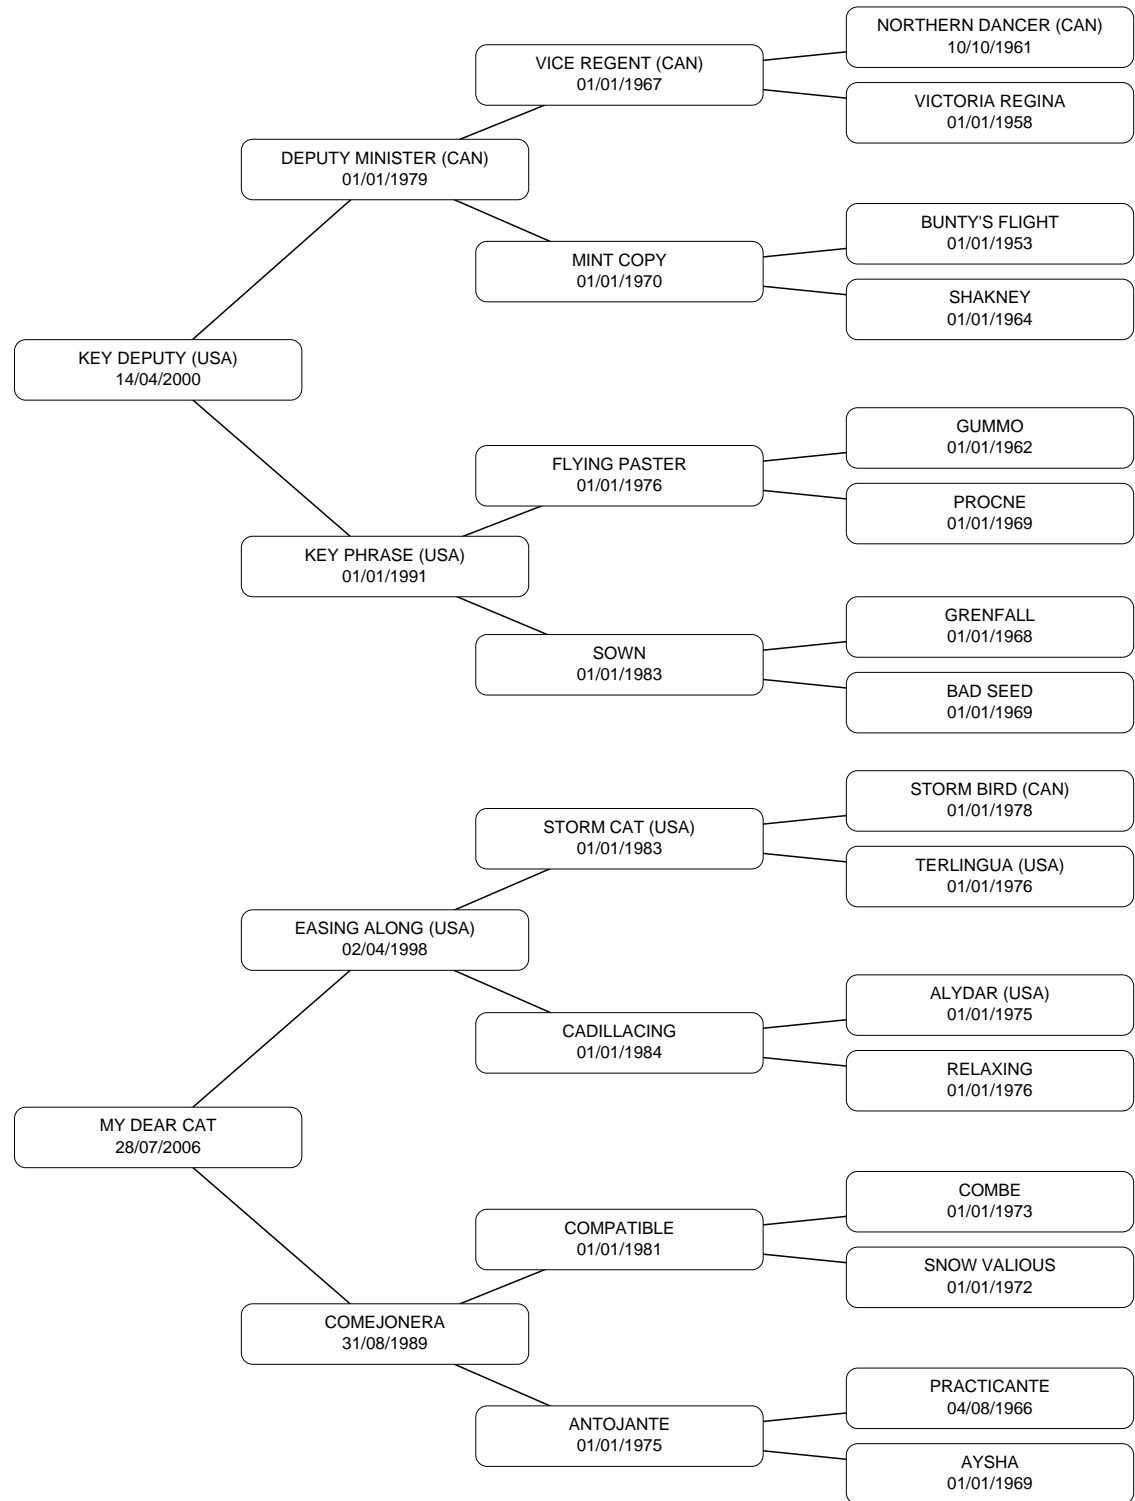 NORTHERN DANCER (CAN)
10/10/1961
VICE REGENT (CAN)
01/01/1967
VICTORIA REGINA
01/01/1958
DEPUTY MINISTER (CAN)
01/01/1979
BUNTY'S FLIGHT
01/01/1953
MINT COPY
01/01/1970
SHAKNEY
01/01/1964
KEY DEPUTY (USA)
14/04/2000
GUMMO
01/01/1962
FLYING PASTER
01/01/1976
PROCNE
01/01/1969
KEY PHRASE (USA)
01/01/1991
GRENFALL
01/01/1968
SOWN
01/01/1983
BAD SEED
01/01/1969
STORM BIRD (CAN)
01/01/1978
STORM CAT (USA)
01/01/1983
TERLINGUA (USA)
01/01/1976
EASING ALONG (USA)
02/04/1998
ALYDAR (USA)
01/01/1975
CADILLACING
01/01/1984
RELAXING
01/01/1976
MY DEAR CAT
28/07/2006
COMBE
01/01/1973
COMPATIBLE
01/01/1981
SNOW VALIOUS
01/01/1972
COMEJONERA
31/08/1989
PRACTICANTE
04/08/1966
ANTOJANTE
01/01/1975
AYSHA
01/01/1969